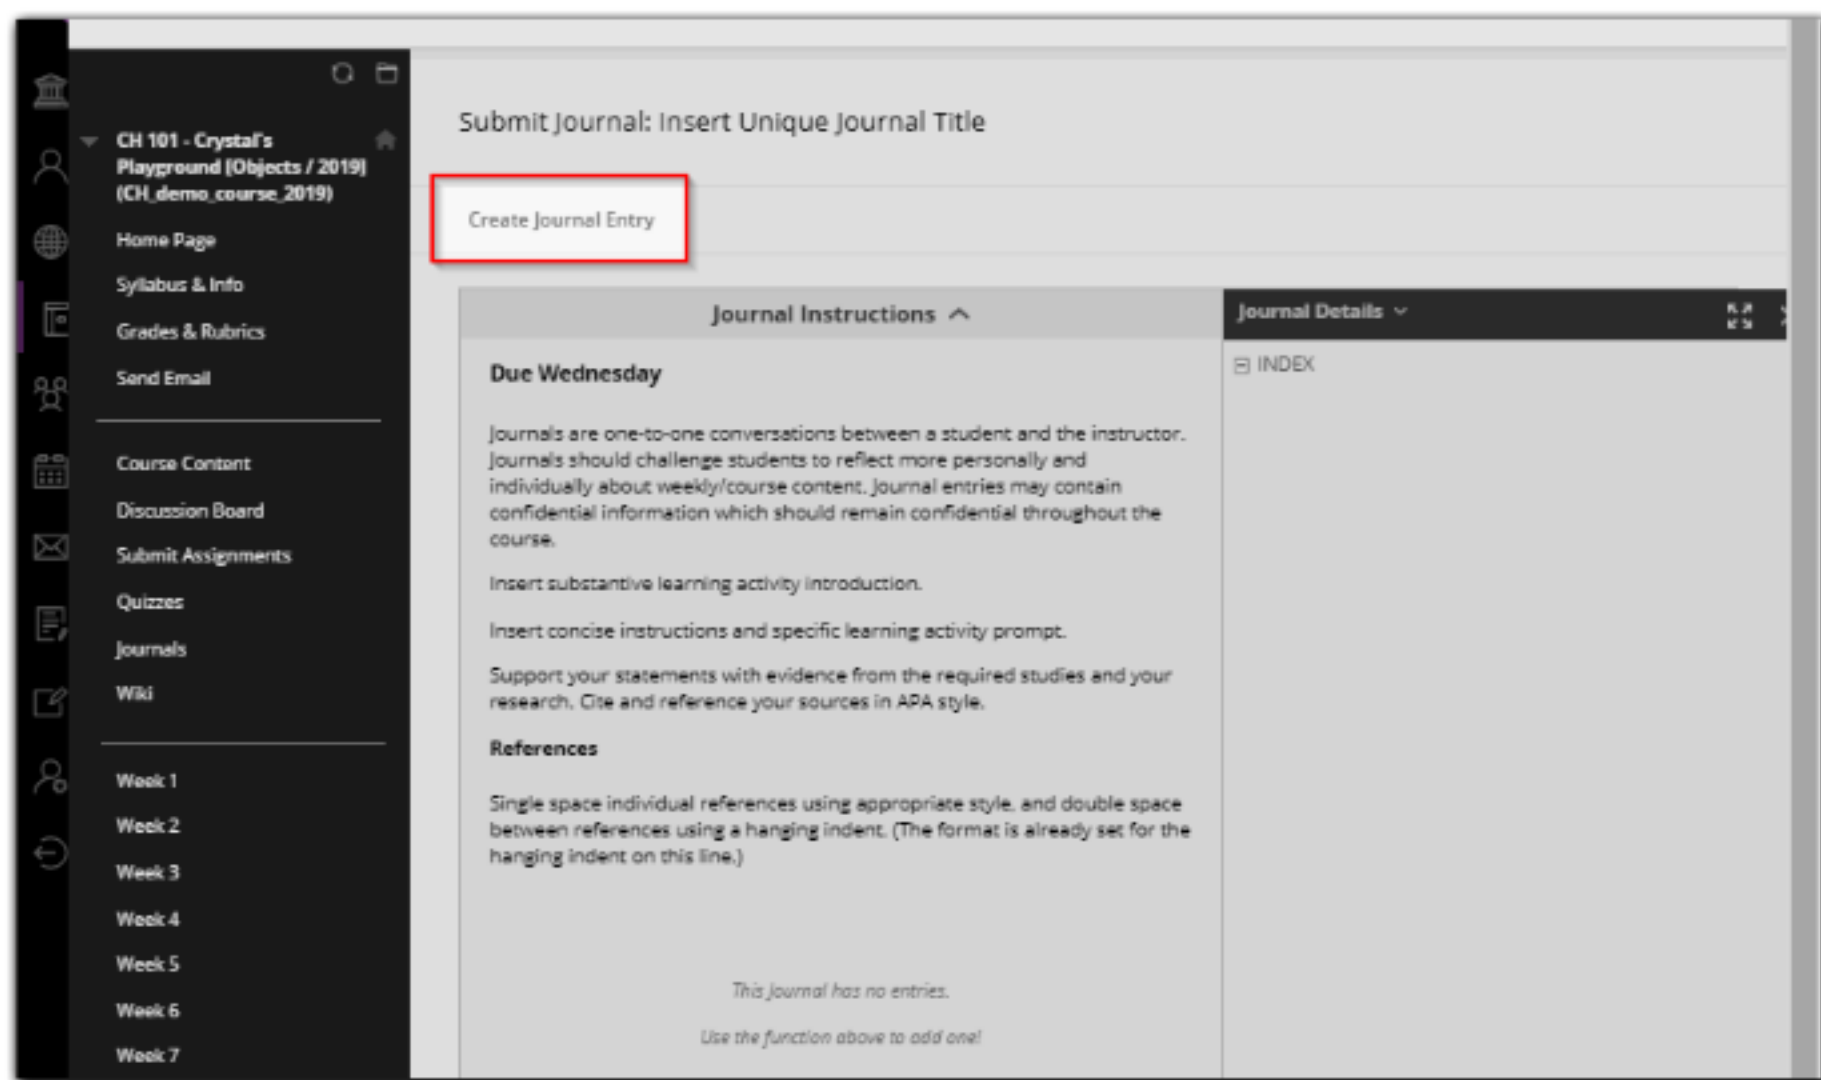 CH 101 - Crystal's
Playground [Objects / 2019]
(CH_demo_course_2019)
Home Page
Syllabus & Info
Grades & Rubrics
Send Email
Course Content
Discussion Board
Submit Assignments
Quizzes
Journals
Wiki
Week 1
Week 2
Week 3
Week 4
Week 5
Week 6
Week 7
Submit Journal: Insert Unique Journal Title
Create Journal Entry
Journal Instructions
Due Wednesday
Journals are one-to-one conversations between a student and the instructor.
Journals should challenge students to reflect more personally and
individually about weekly/course content. Journal entries may contain
confidential information which should remain confidential throughout the
course.
Insert substantive learning activity introduction.
Insert concise instructions and specific learning activity prompt.
Support your statements with evidence from the required studies and your
research. Cite and reference your sources in APA style.
References
Single space individual references using appropriate style, and double space
between references using a hanging indent. (The format is already set for the
hanging indent on this line.)
This Journal has no entries.
Use the function above to add one!
Journal Details
INDEX